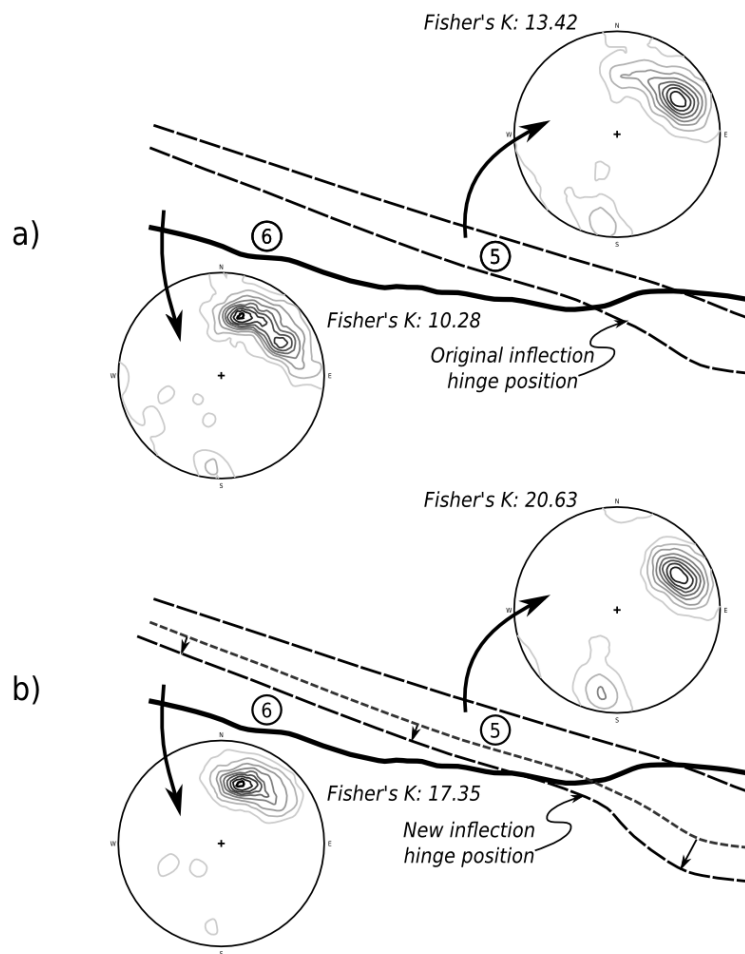 Fisher's K: 13.42
N
W
E
S
a)
6
5
N
W
E
S
Fisher's K: 10.28
Original inflection
hinge position
Fisher's K: 20.63
N
W
E
S
b)
6
5
N
W
E
S
Fisher's K: 17.35
New inflection
hinge position